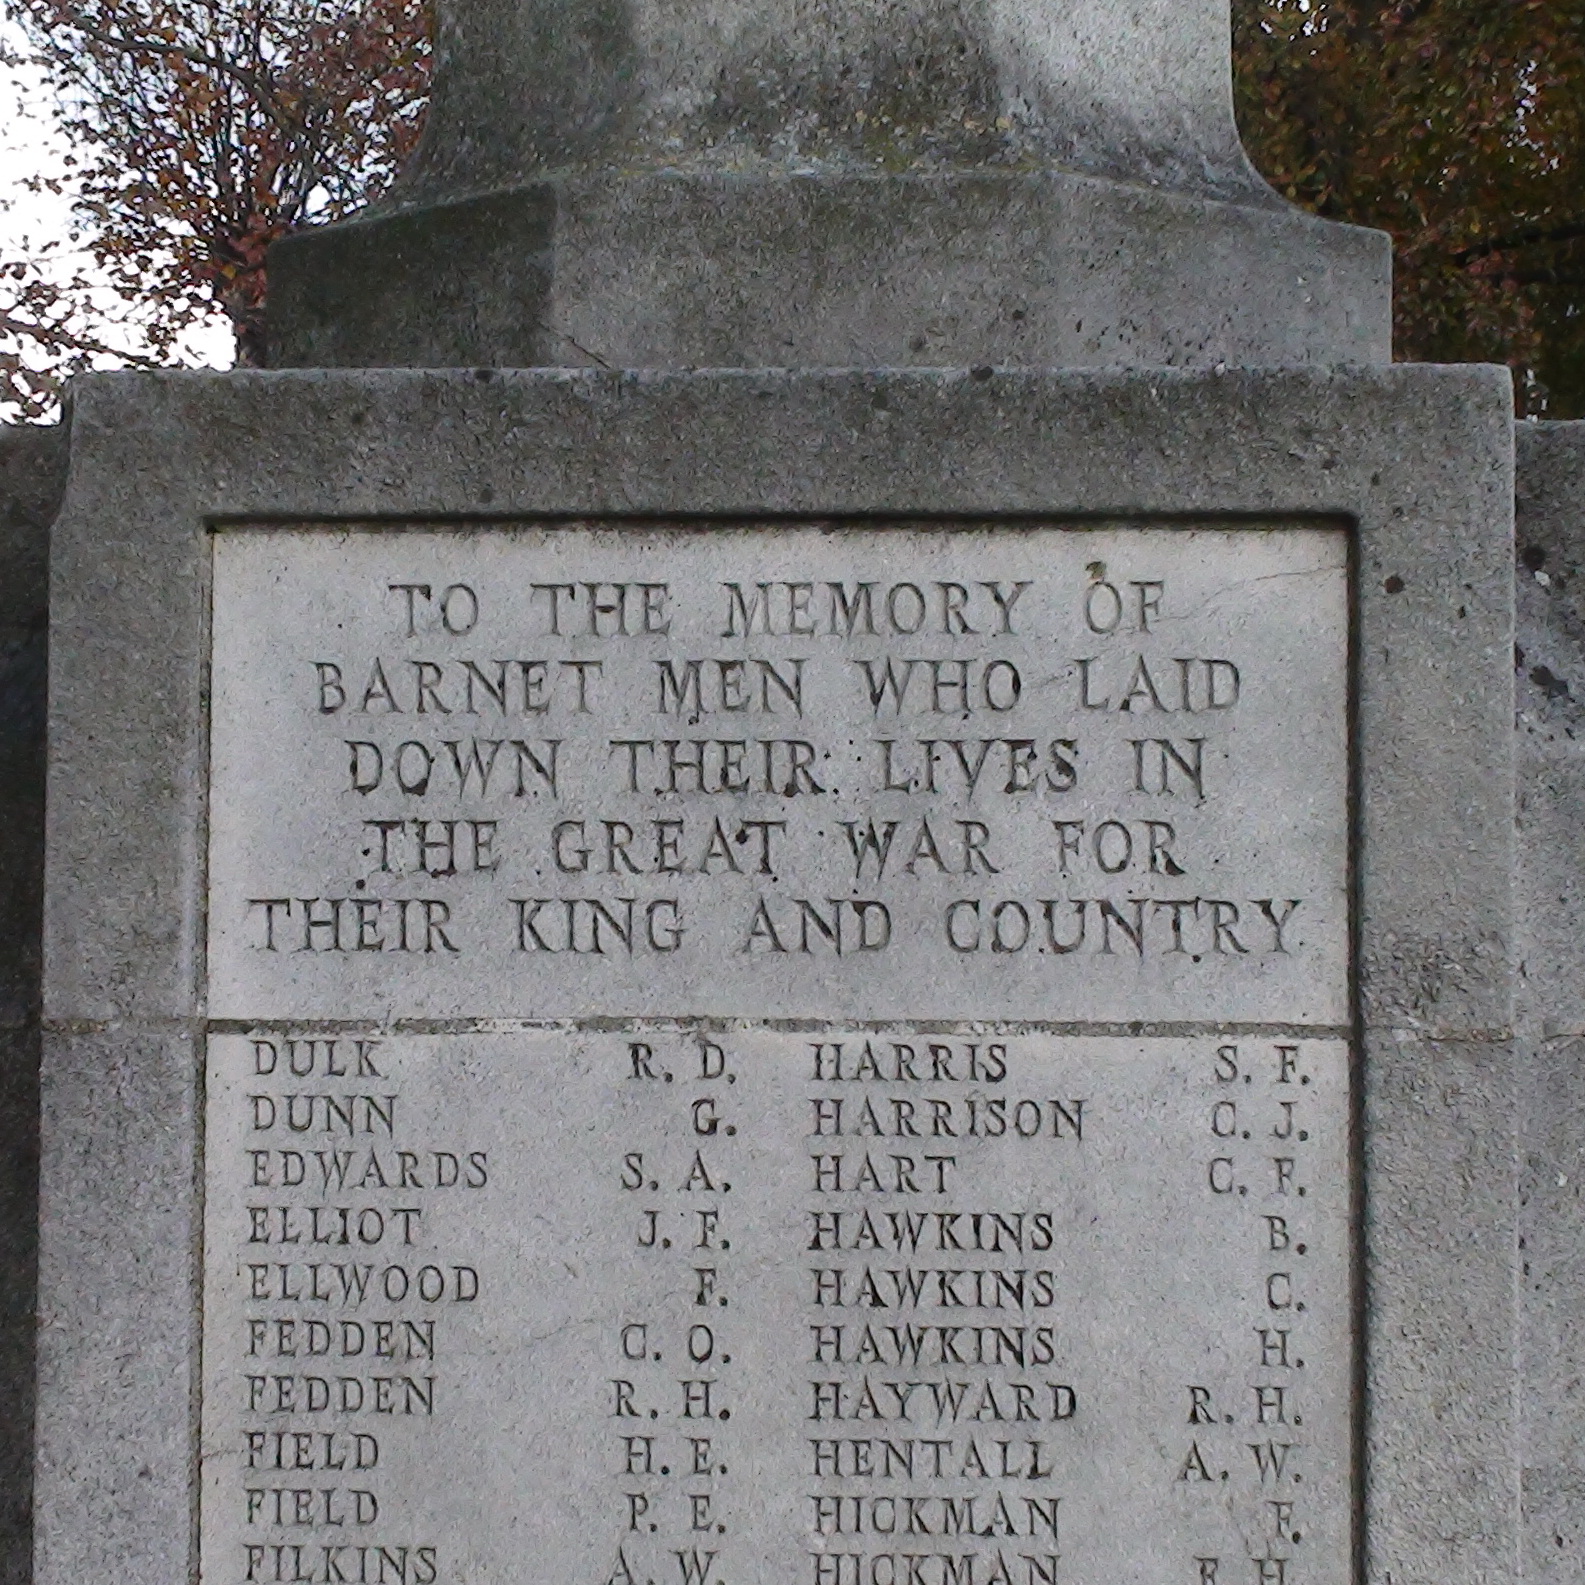 TO THE MEMORY OF
BARNET MEN WHO LAID
DOWN THEIR LIVES IN
THE GREAT WAR FOR
THEIR KING AND COUNTRY
DULK R. D. HARRIS S. F.
DUNN G. HARRISON C. J.
EDWARDS S. A. HART C. F.
ELLIOT J. F. HAWKINS B.
ELLWOOD F. HAWKINS C.
FEDDEN C. O. HAWKINS H.
FEDDEN R. H. HAYWARD R. H.
FIELD H. E. HENTALL A. W.
FIELD P. E. HICKMAN F.
FILKINS A. W. HICKMAN F. H.